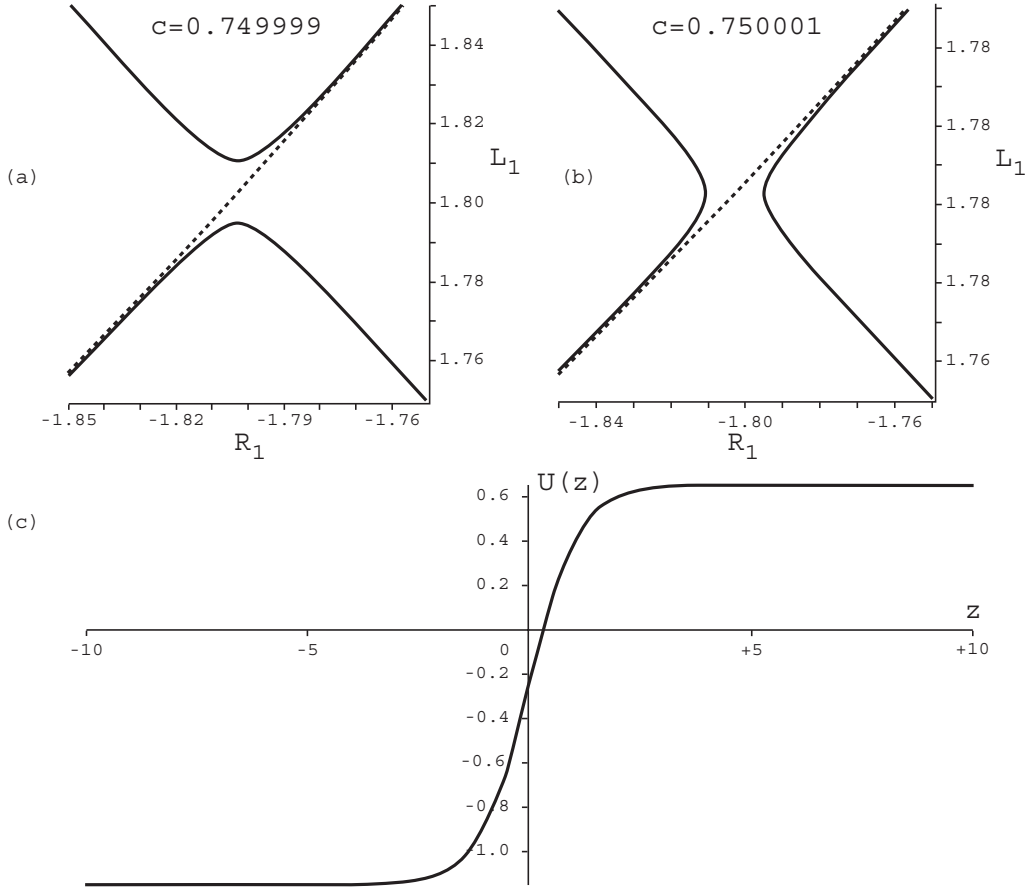 c=0.749999
1.84
1.82
L1
(a)
1.80
1.78
1.76
-1.85 -1.82 -1.79 -1.76
R1
c=0.750001
1.78
1.78
L1
(b)
1.78
1.78
1.76
-1.84 -1.80 -1.76
R1
U(z)
0.6
(c)
0.4
0.2
z
-10 -5 0 +5 +10
-0.2
-0.4
-0.6
-0.8
-1.0